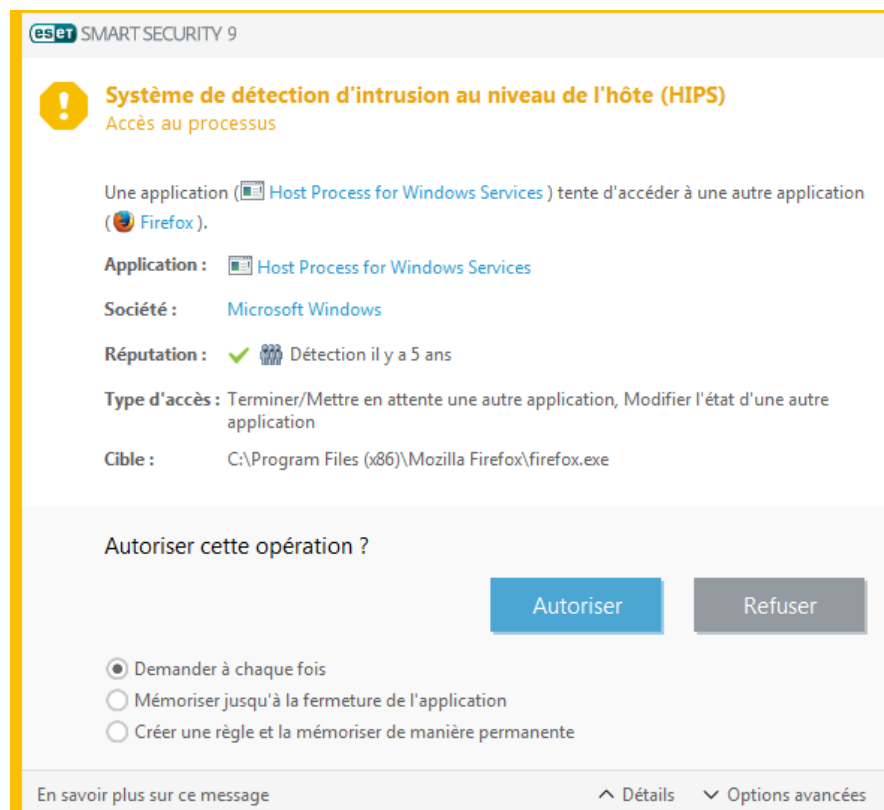 eset SMART SECURITY 9
Système de détection d'intrusion au niveau de l'hôte (HIPS)
Accès au processus
Une application ( Host Process for Windows Services ) tente d'accéder à une autre application
( Firefox ).
Application : Host Process for Windows Services
Société : Microsoft Windows
Réputation : Détection il y a 5 ans
Type d'accès : Terminer/Mettre en attente une autre application, Modifier l'état d'une autre
application
Cible : C:\Program Files (x86)\Mozilla Firefox\firefox.exe
Autoriser cette opération ?
Autoriser Refuser
Demander à chaque fois
Mémoriser jusqu'à la fermeture de l'application
Créer une règle et la mémoriser de manière permanente
En savoir plus sur ce message Détails Options avancées